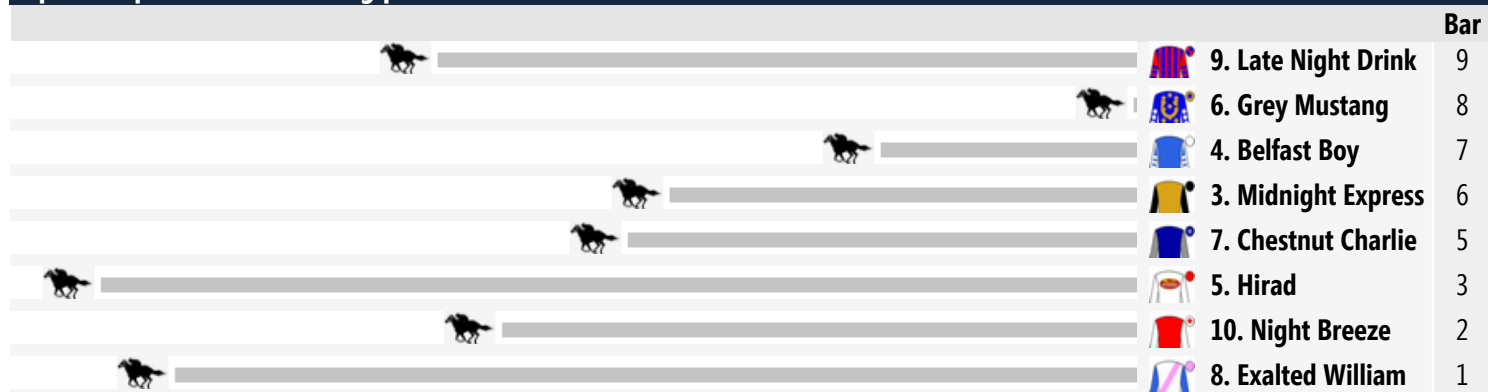 Bar
9. Late Night Drink 9
6. Grey Mustang 8
4. Belfast Boy 7
3. Midnight Express 6
7. Chestnut Charlie 5
5. Hirad 3
10. Night Breeze 2
8. Exalted William 1